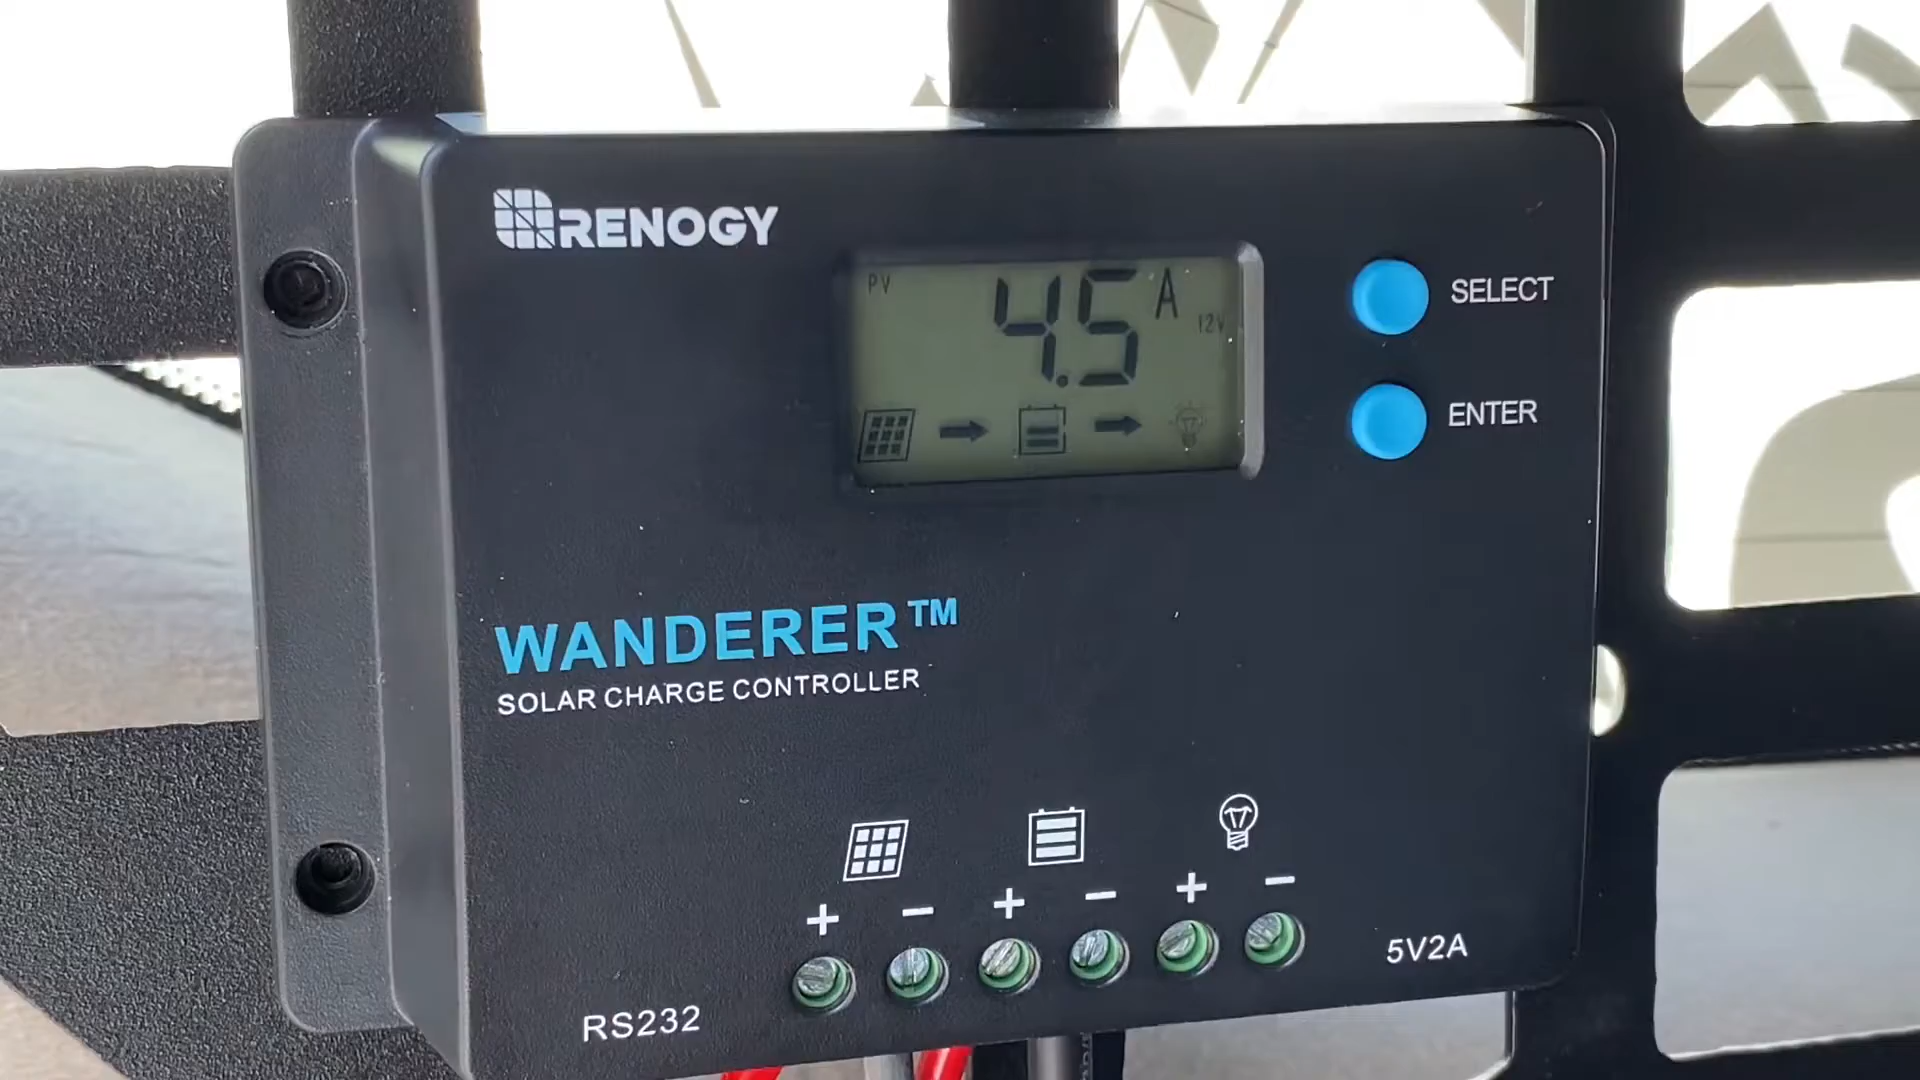 RENOGY
PV
4.5 A
12V
SELECT
ENTER
WANDERER™
SOLAR CHARGE CONTROLLER
+ − + − + −
5V2A
RS232